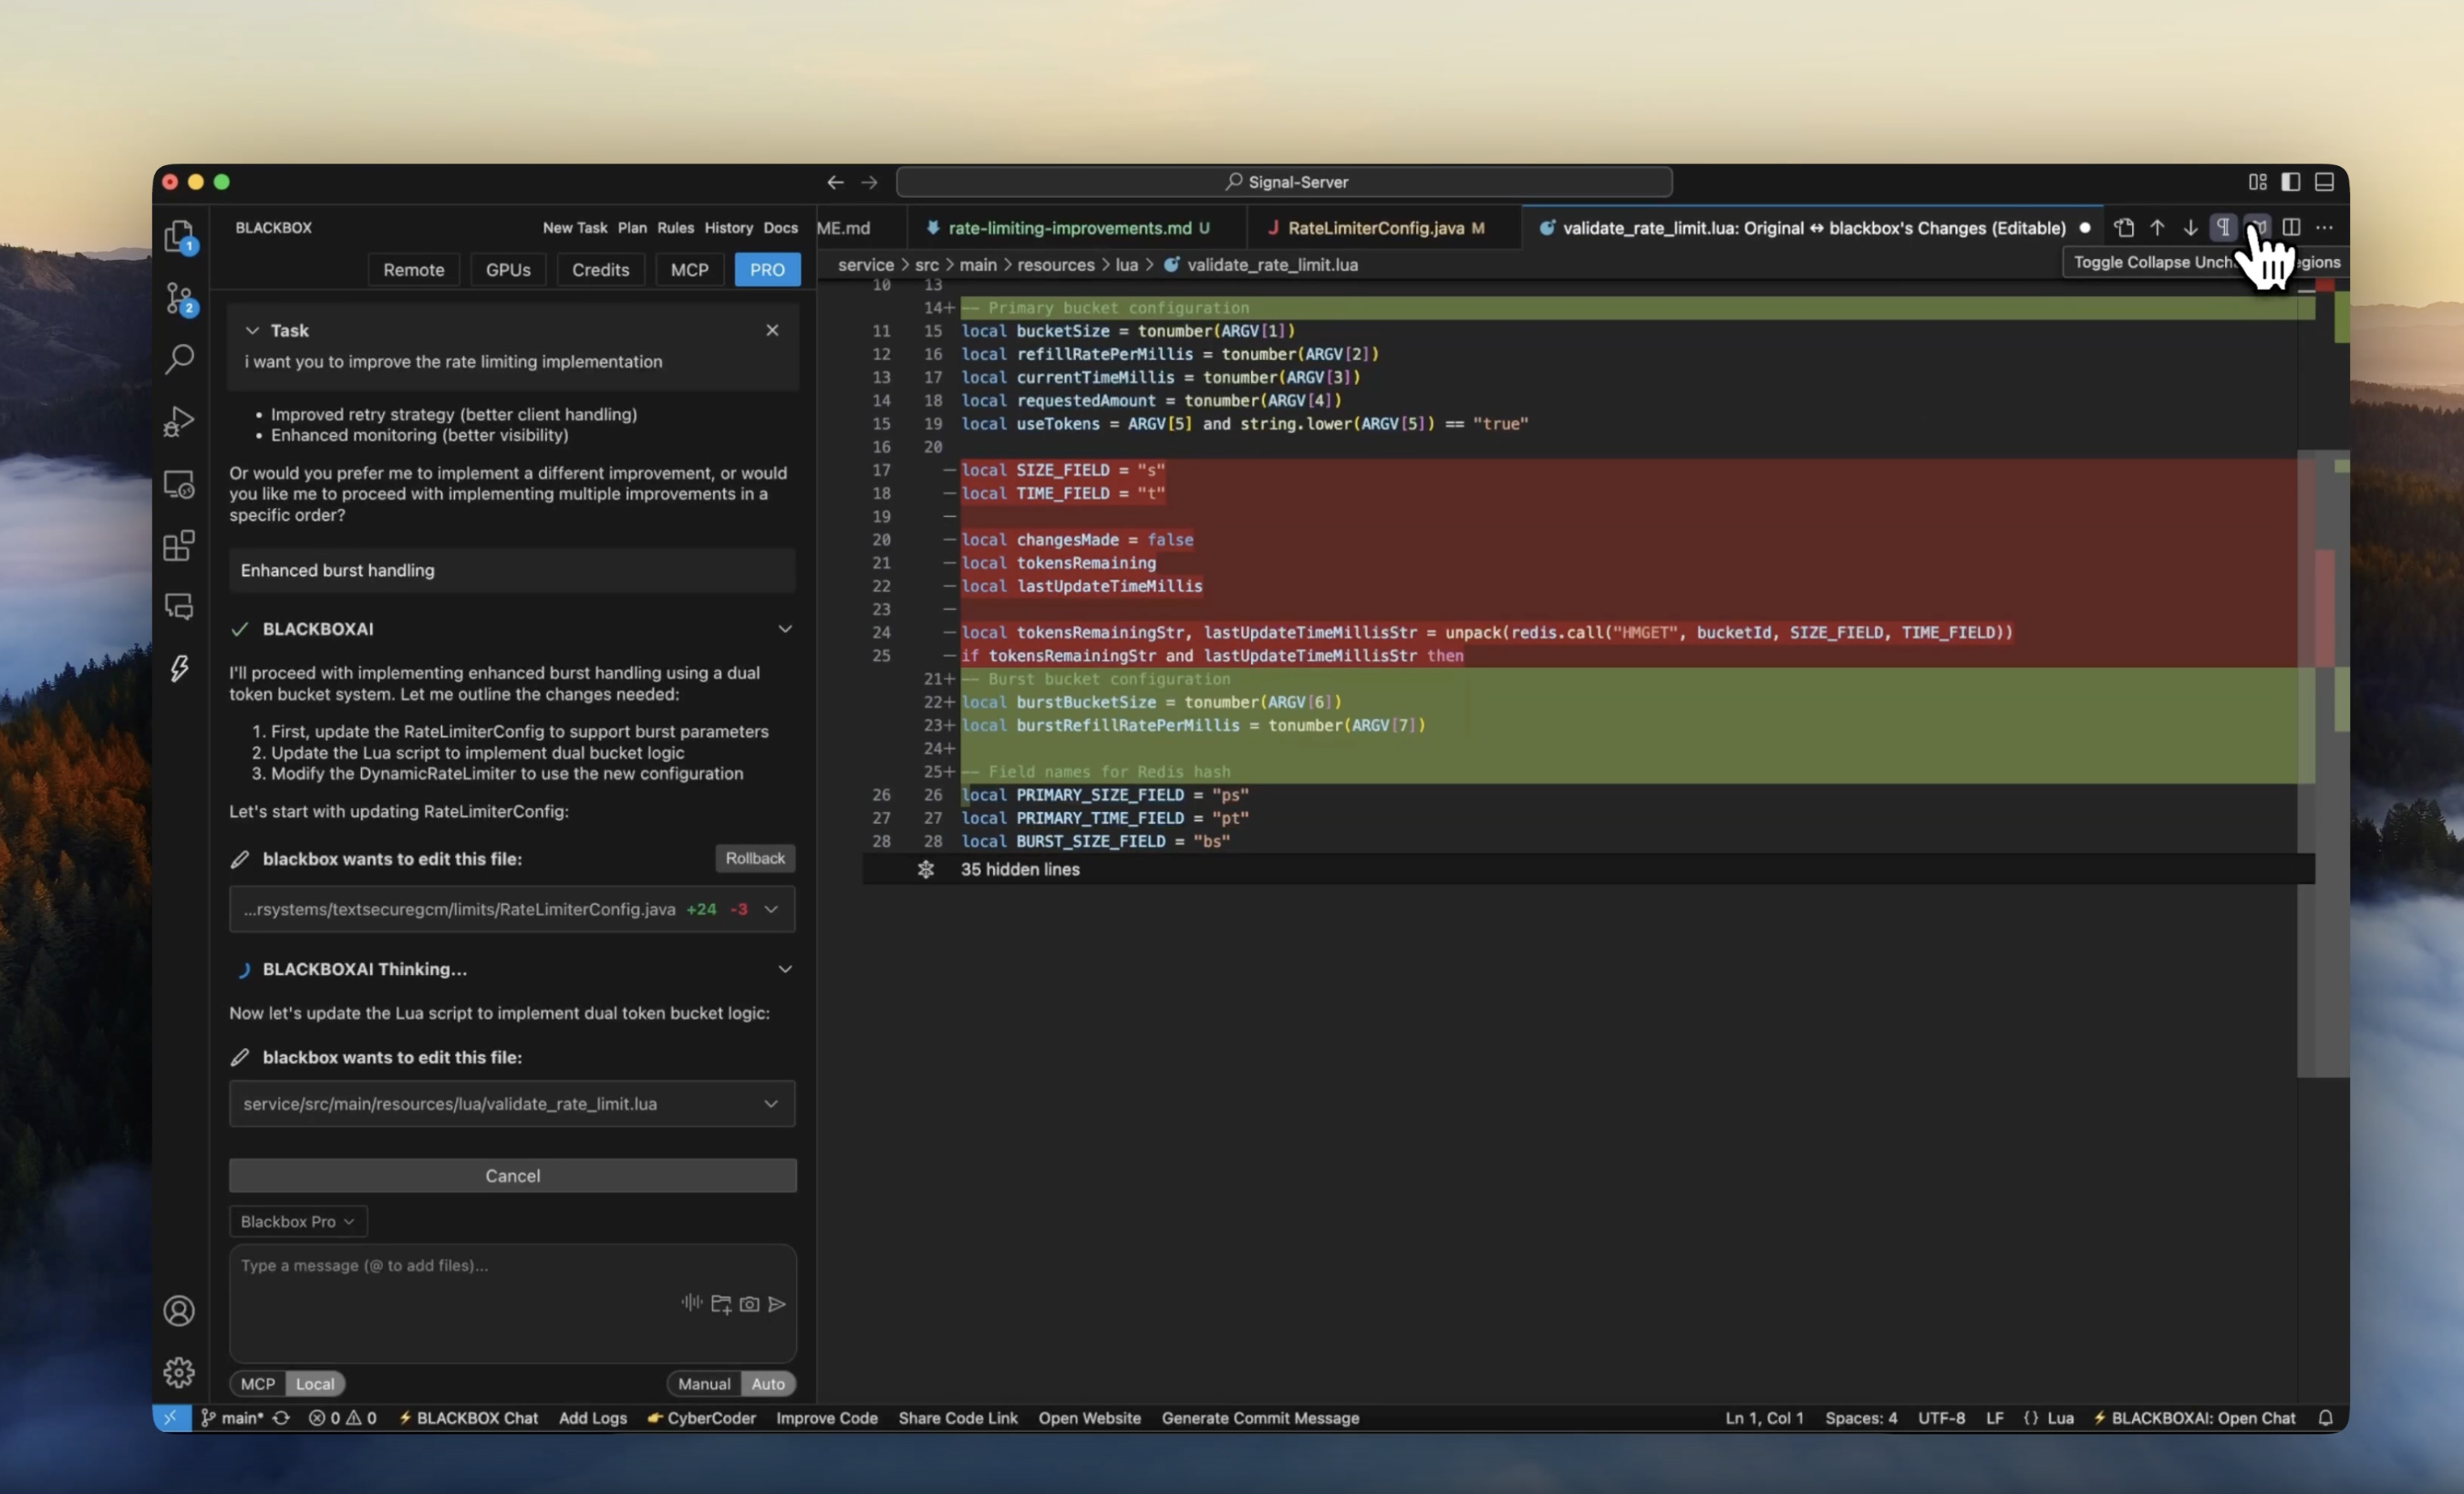 Signal-Server
BLACKBOX
New Task Plan Rules History Docs
Remote GPUs Credits MCP PRO
1
2
Task
i want you to improve the rate limiting implementation
• Improved retry strategy (better client handling)
• Enhanced monitoring (better visibility)
Or would you prefer me to implement a different improvement, or would
you like me to proceed with implementing multiple improvements in a
specific order?
Enhanced burst handling
BLACKBOXAI
I'll proceed with implementing enhanced burst handling using a dual
token bucket system. Let me outline the changes needed:
1. First, update the RateLimiterConfig to support burst parameters
2. Update the Lua script to implement dual bucket logic
3. Modify the DynamicRateLimiter to use the new configuration
Let's start with updating RateLimiterConfig:
blackbox wants to edit this file:
Rollback
...rsystems/textsecuregcm/limits/RateLimiterConfig.java +24 -3
BLACKBOXAI Thinking...
Now let's update the Lua script to implement dual token bucket logic:
blackbox wants to edit this file:
service/src/main/resources/lua/validate_rate_limit.lua
Cancel
Blackbox Pro
Type a message (@ to add files)...
MCP Local
Manual Auto
ME.md
rate-limiting-improvements.md U
J RateLimiterConfig.java M
validate_rate_limit.lua: Original ↔ blackbox's Changes (Editable)
service > src > main > resources > lua > validate_rate_limit.lua
Toggle Collapse
10 13
14+ -- Primary bucket configuration
11 15 local bucketSize = tonumber(ARGV[1])
12 16 local refillRatePerMillis = tonumber(ARGV[2])
13 17 local currentTimeMillis = tonumber(ARGV[3])
14 18 local requestedAmount = tonumber(ARGV[4])
15 19 local useTokens = ARGV[5] and string.lower(ARGV[5]) == "true"
16 20
17 — local SIZE_FIELD = "s"
18 — local TIME_FIELD = "t"
19 —
20 — local changesMade = false
21 — local tokensRemaining
22 — local lastUpdateTimeMillis
23 —
24 — local tokensRemainingStr, lastUpdateTimeMillisStr = unpack(redis.call("HMGET", bucketId, SIZE_FIELD, TIME_FIELD))
25 — if tokensRemainingStr and lastUpdateTimeMillisStr then
21+ -- Burst bucket configuration
22+ local burstBucketSize = tonumber(ARGV[6])
23+ local burstRefillRatePerMillis = tonumber(ARGV[7])
24+
25+ -- Field names for Redis hash
26 26 local PRIMARY_SIZE_FIELD = "ps"
27 27 local PRIMARY_TIME_FIELD = "pt"
28 28 local BURST_SIZE_FIELD = "bs"
35 hidden lines
main* 0 0 BLACKBOX Chat Add Logs CyberCoder Improve Code Share Code Link Open Website Generate Commit Message Ln 1, Col 1 Spaces: 4 UTF-8 LF {} Lua BLACKBOXAI: Open Chat